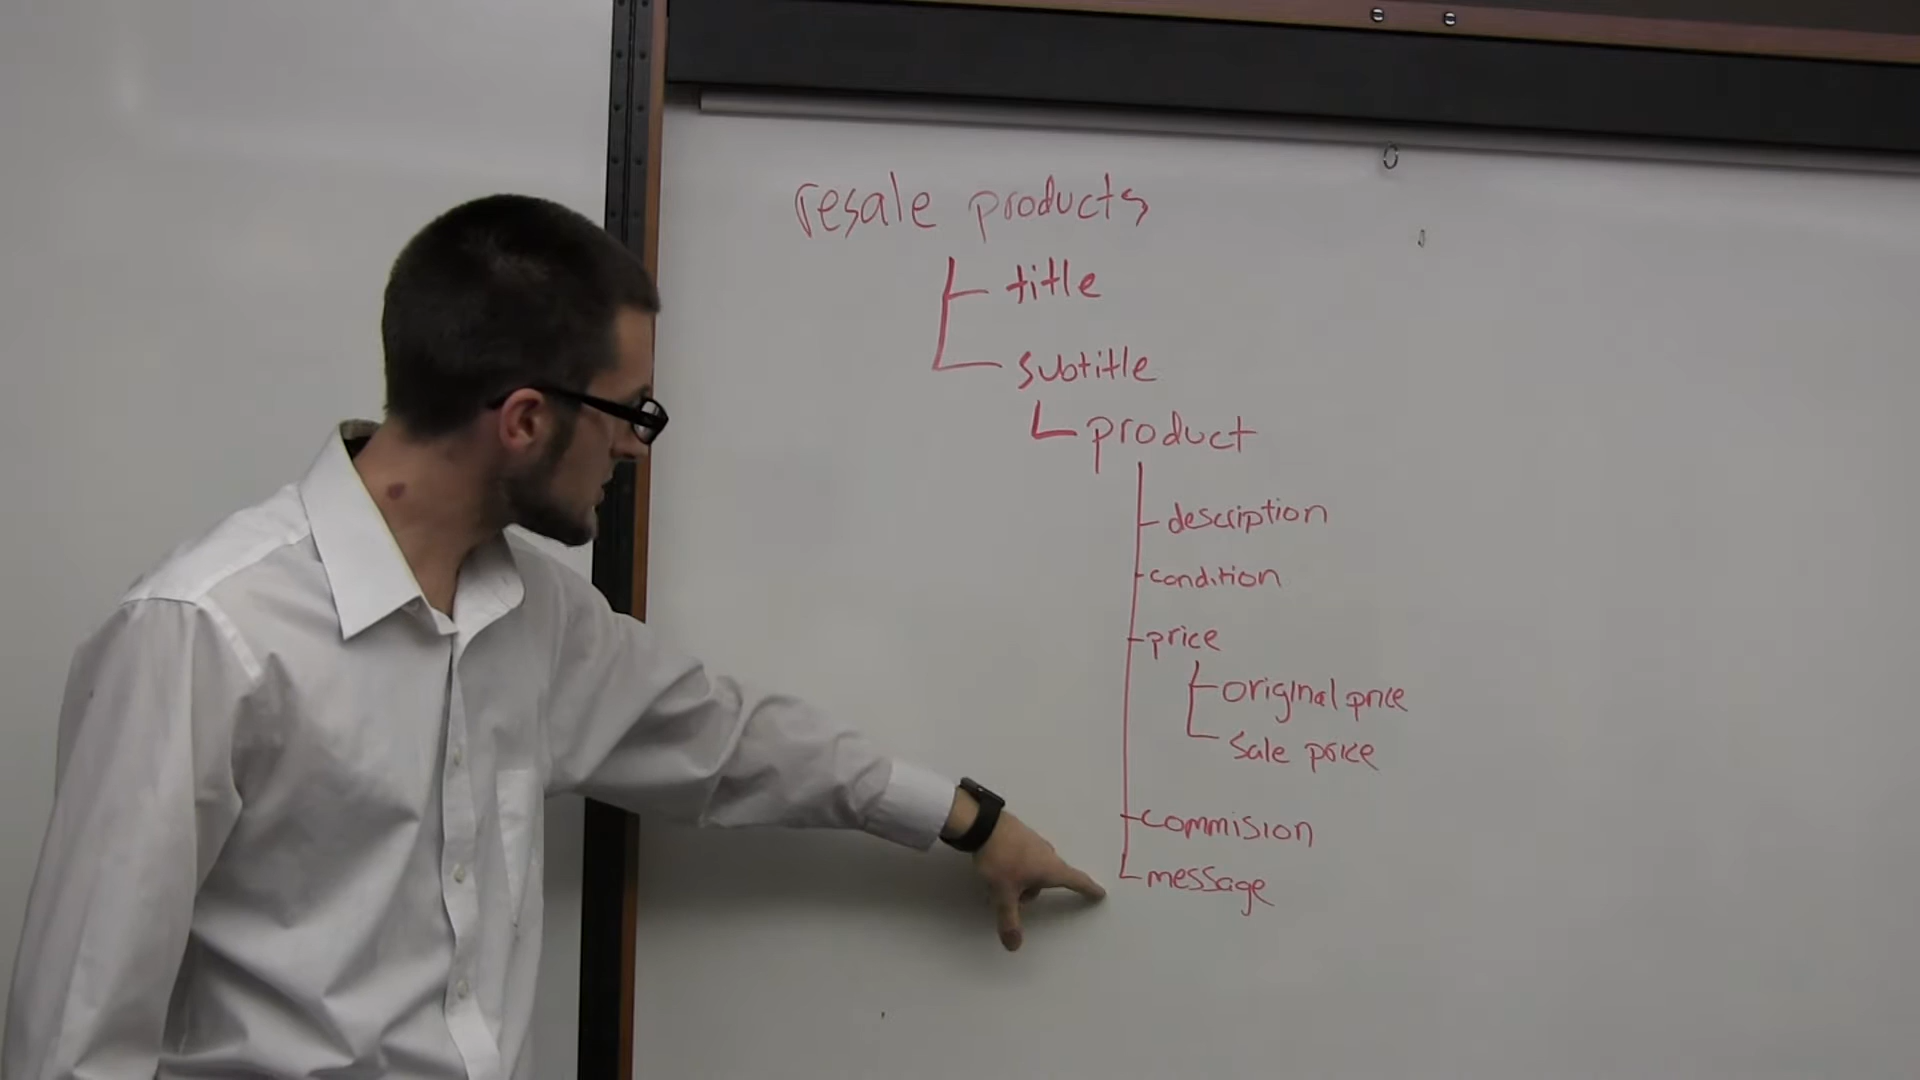 resale products
title
subtitle
product
description
condition
price
original price
sale price
commision
message